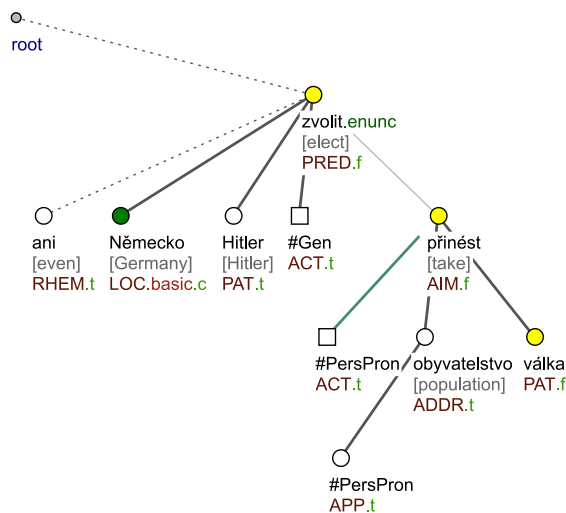 root
zvolit.enunc
[elect]
PRED.f
ani
[even]
RHEM.t
Německo
[Germany]
LOC.basic.c
Hitler
[Hitler]
PAT.t
#Gen
ACT.t
přinést
[take]
AIM.f
#PersPron
ACT.t
obyvatelstvo
[population]
ADDR.t
válka
PAT.f
#PersPron
APP.t